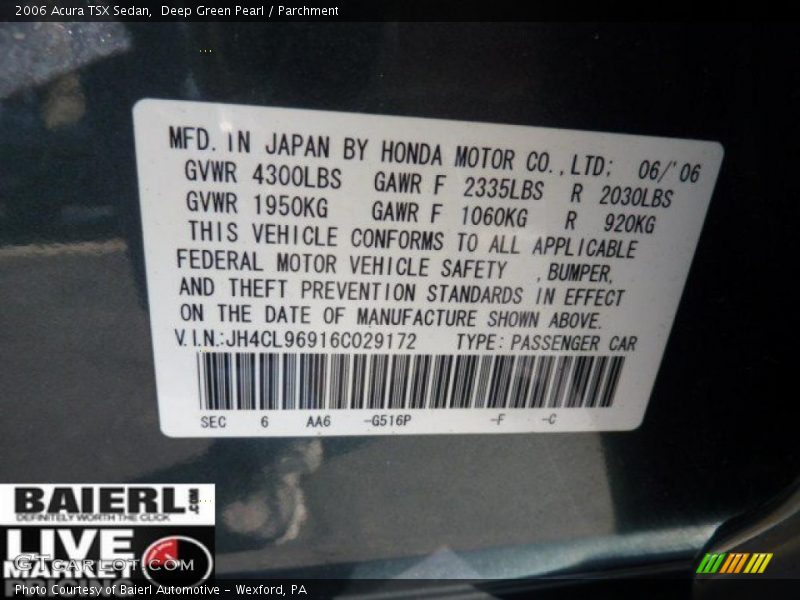 2006 Acura TSX Sedan,  Deep Green Pearl / Parchment
MFD. IN JAPAN BY HONDA MOTOR CO., LTD; 06/'06
GVWR 4300LBS GAWR F 2335LBS R 2030LBS
GVWR 1950KG GAWR F 1060KG R 920KG
THIS VEHICLE CONFORMS TO ALL APPLICABLE
FEDERAL MOTOR VEHICLE SAFETY ,BUMPER,
AND THEFT PREVENTION STANDARDS IN EFFECT
ON THE DATE OF MANUFACTURE SHOWN ABOVE.
V.I.N.:JH4CL96916C029172 TYPE: PASSENGER CAR
SEC 6 AA6 -G516P -F -C
BAIERL.com
DEFINITELY WORTH THE CLICK
LIVE
MARKET
GTcarlot.com
Photo Courtesy of Baierl Automotive - Wexford, PA